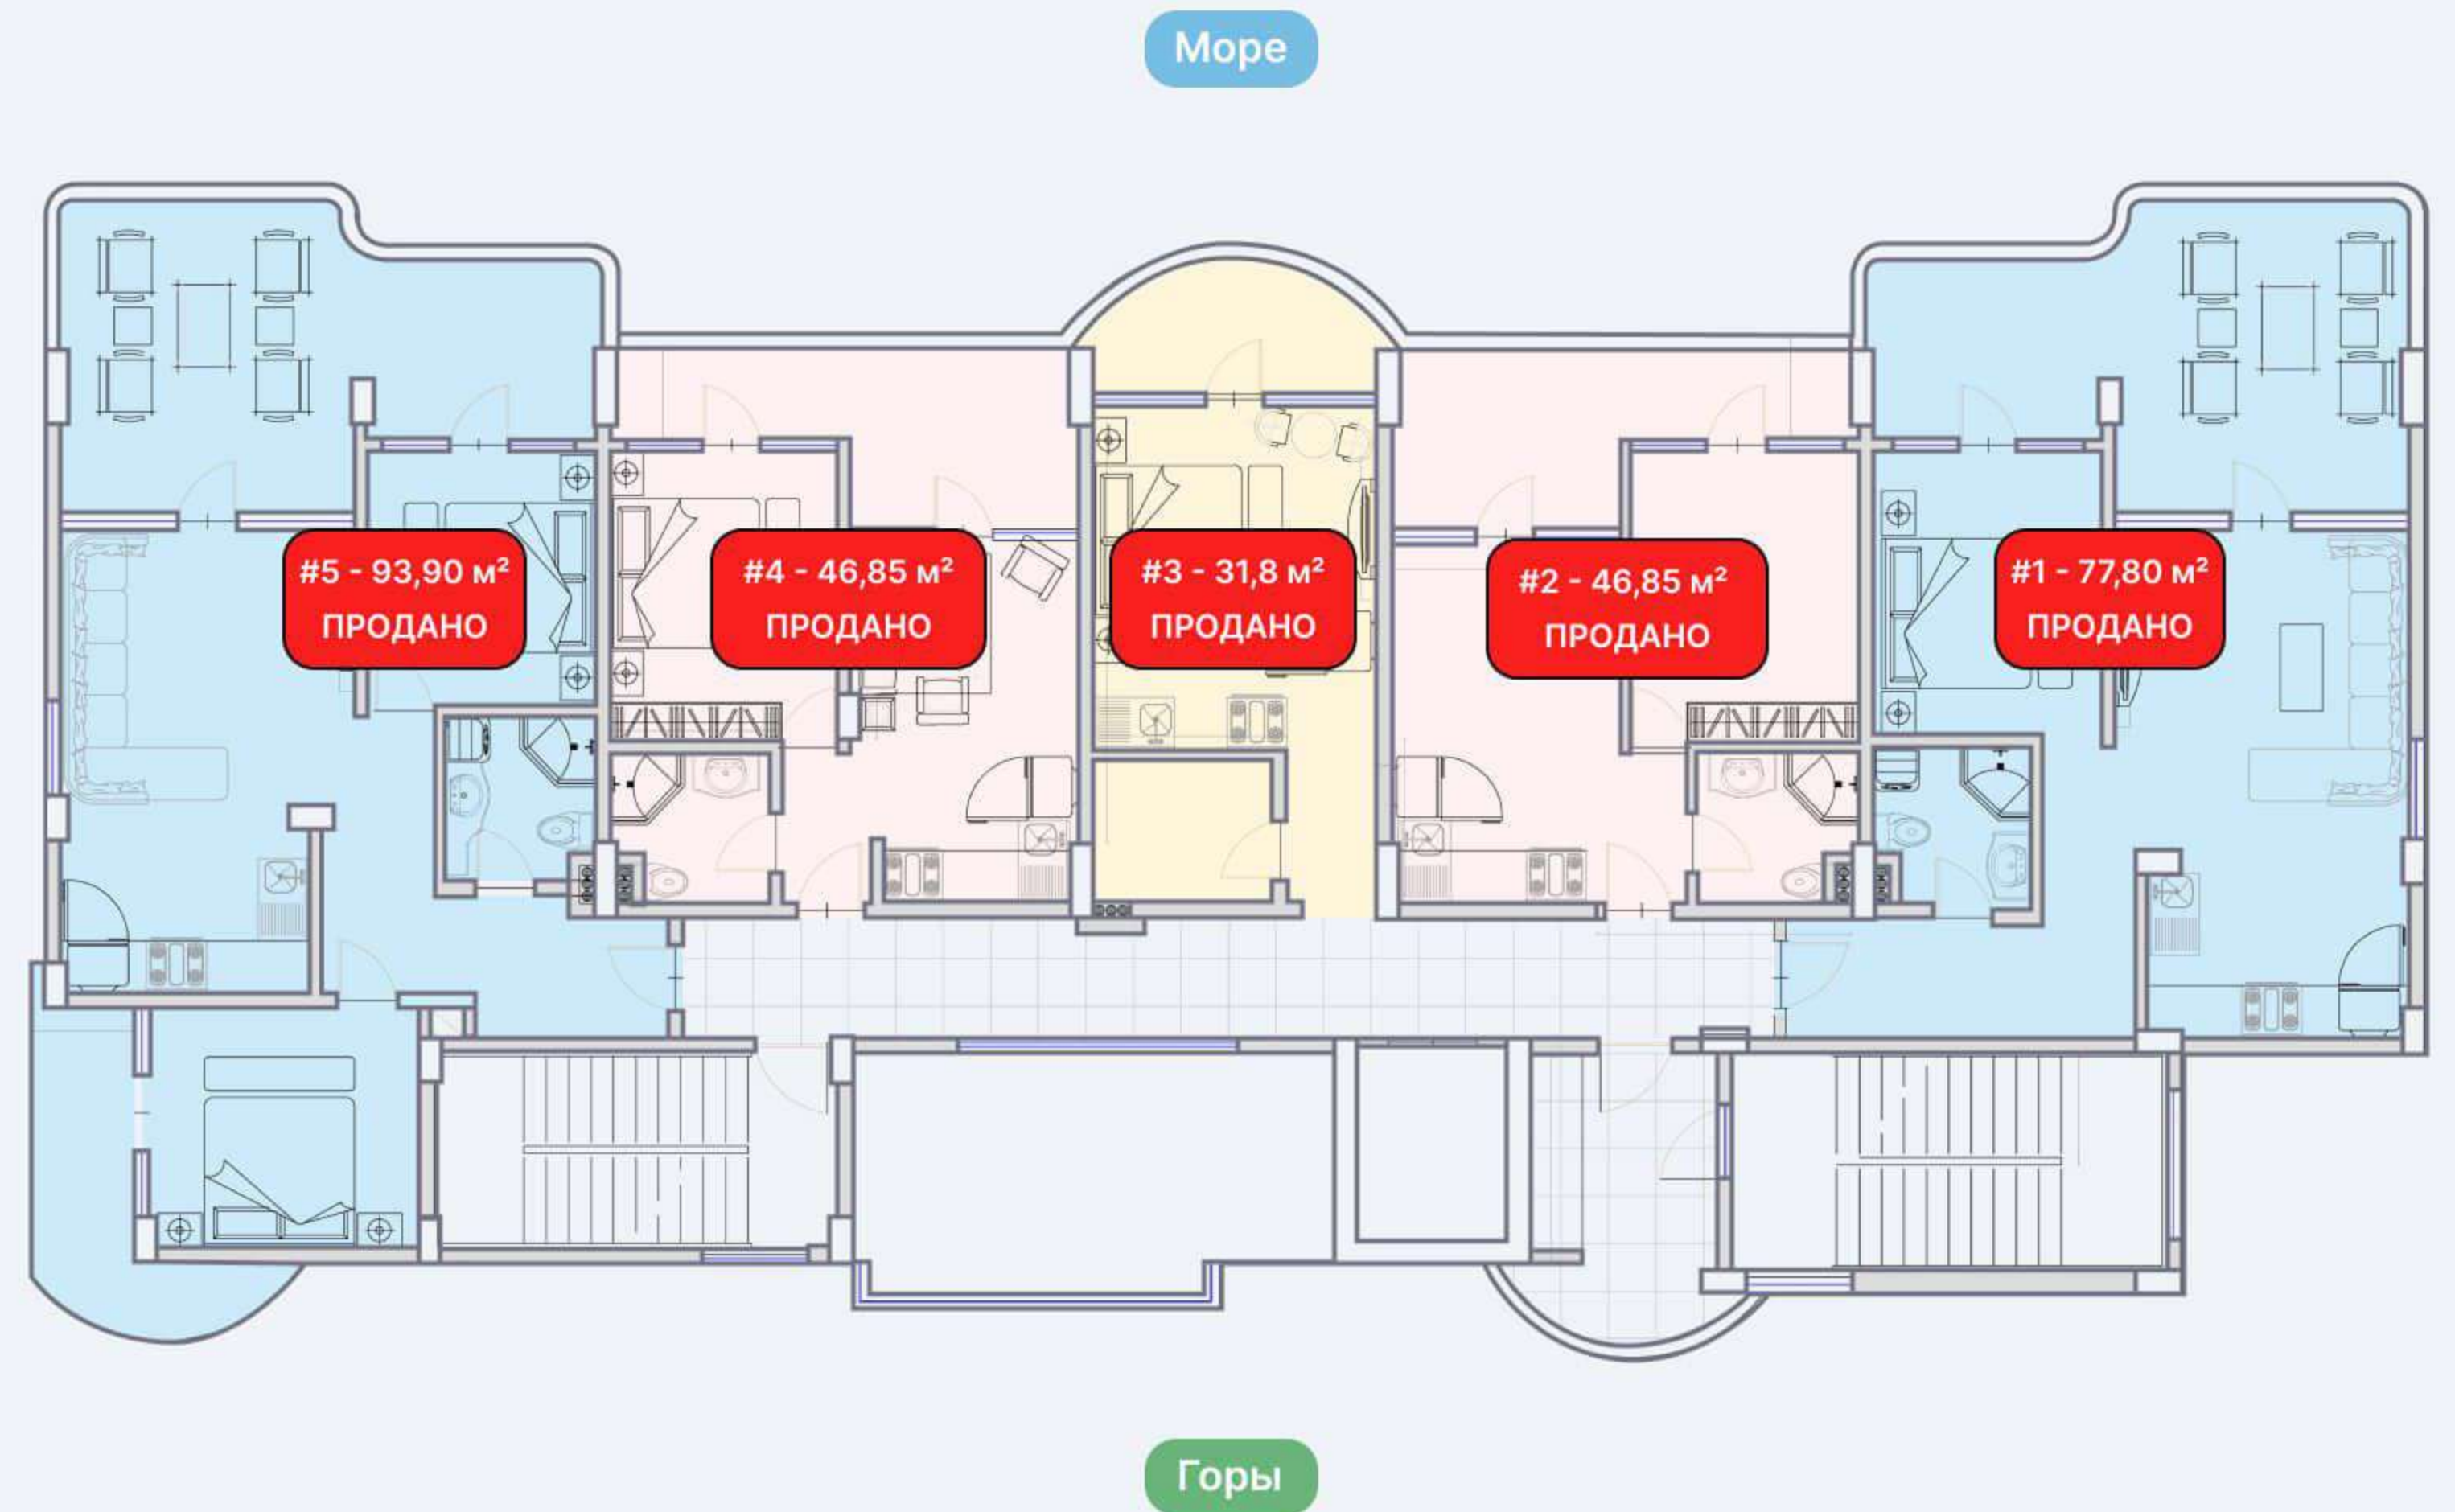 Море
#5 - 93,90 м²
ПРОДАНО
#4 - 46,85 м²
ПРОДАНО
#3 - 31,8 м²
ПРОДАНО
#2 - 46,85 м²
ПРОДАНО
#1 - 77,80 м²
ПРОДАНО
Горы